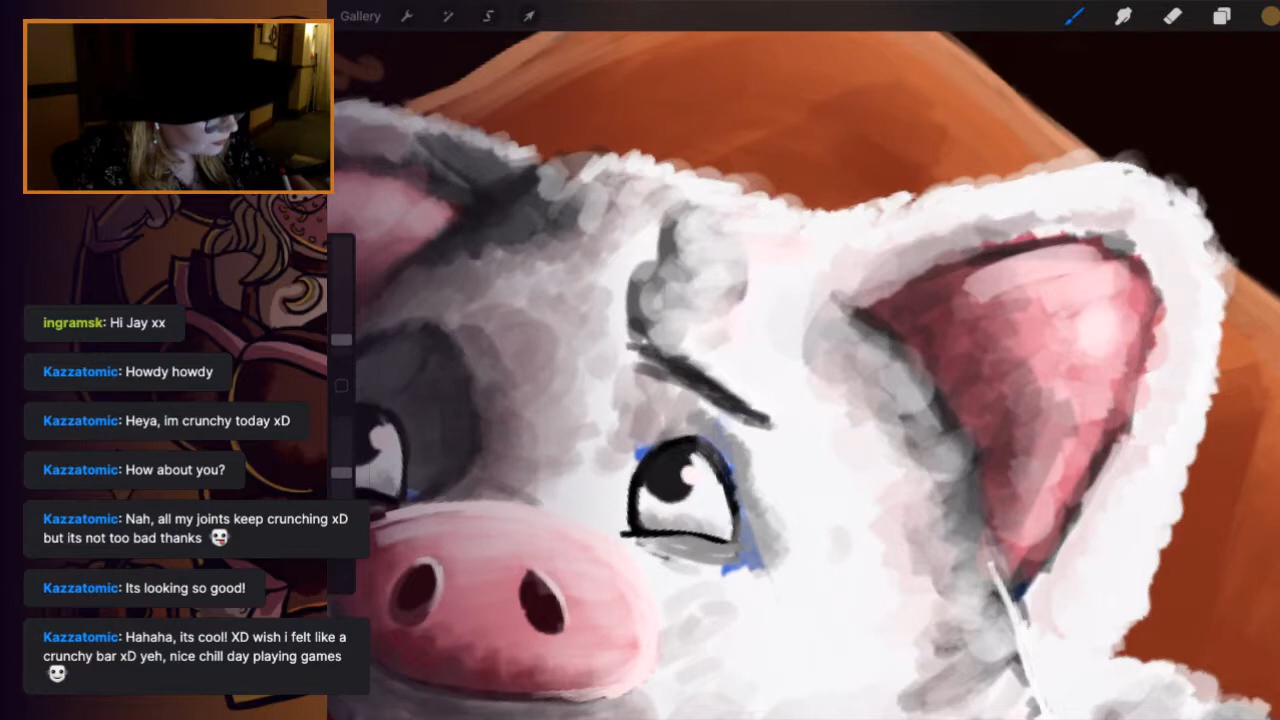 Gallery
ingramsk: Hi Jay xx
Kazzatomic: Howdy howdy
Kazzatomic: Heya, im crunchy today xD
Kazzatomic: How about you?
Kazzatomic: Nah, all my joints keep crunching xD
but its not too bad thanks
Kazzatomic: Its looking so good!
Kazzatomic: Hahaha, its cool! XD wish i felt like a
crunchy bar xD yeh, nice chill day playing games